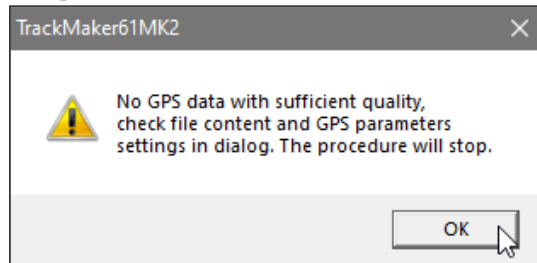 TrackMaker61MK2
No GPS data with sufficient quality,
check file content and GPS parameters
settings in dialog. The procedure will stop.
OK